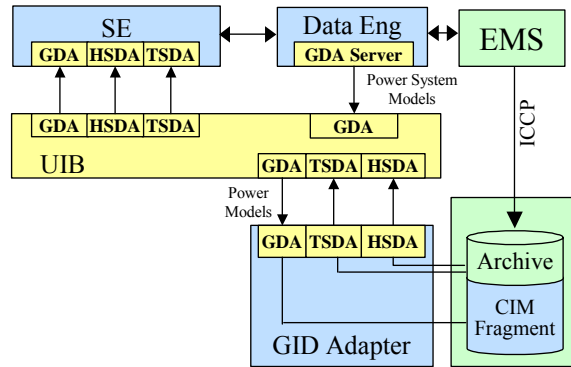 SE
Data Eng
EMS
GDA HSDA TSDA
GDA Server
Power System
Models
ICCP
GDA HSDA TSDA
GDA
UIB
GDA TSDA HSDA
Power
Models
GDA TSDA HSDA
Archive
CIM
Fragment
GID Adapter